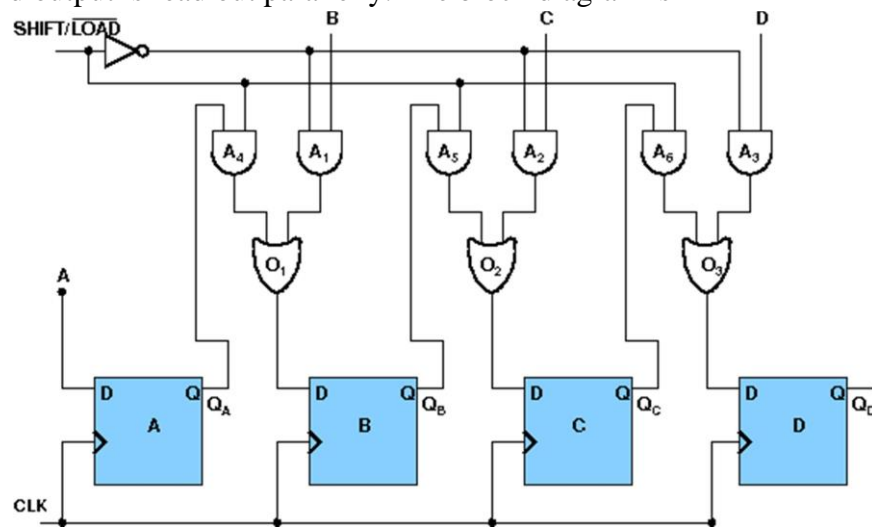 B C D
SHIFT/LOAD
A4 A1 A5 A2 A6 A3
O1 O2 O3
A
D Q D Q D Q D Q
QA QB QC QD
A B C D
CLK